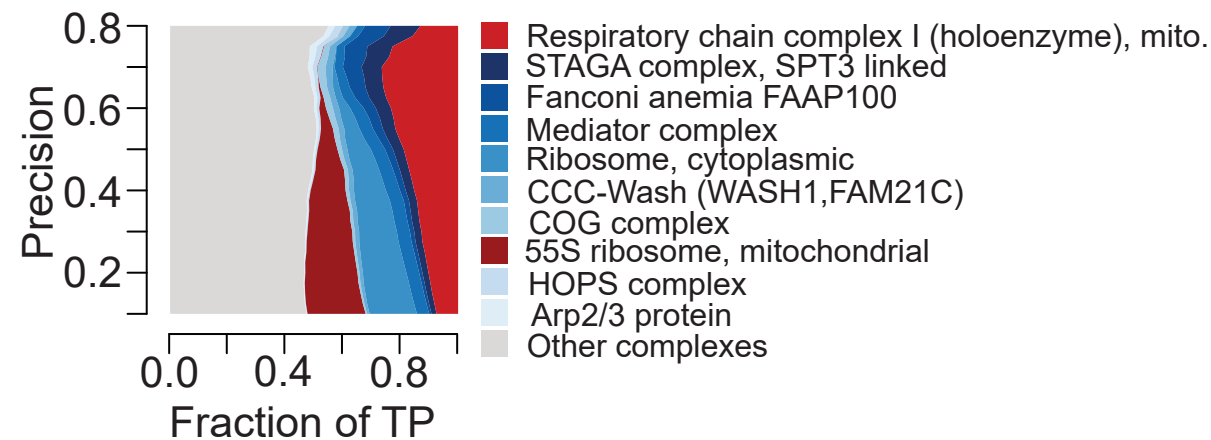 Precision
0.8
0.6
0.4
0.2
0.0 0.4 0.8
Fraction of TP
Respiratory chain complex I (holoenzyme), mito.
STAGA complex, SPT3 linked
Fanconi anemia FAAP100
Mediator complex
Ribosome, cytoplasmic
CCC-Wash (WASH1,FAM21C)
COG complex
55S ribosome, mitochondrial
HOPS complex
Arp2/3 protein
Other complexes